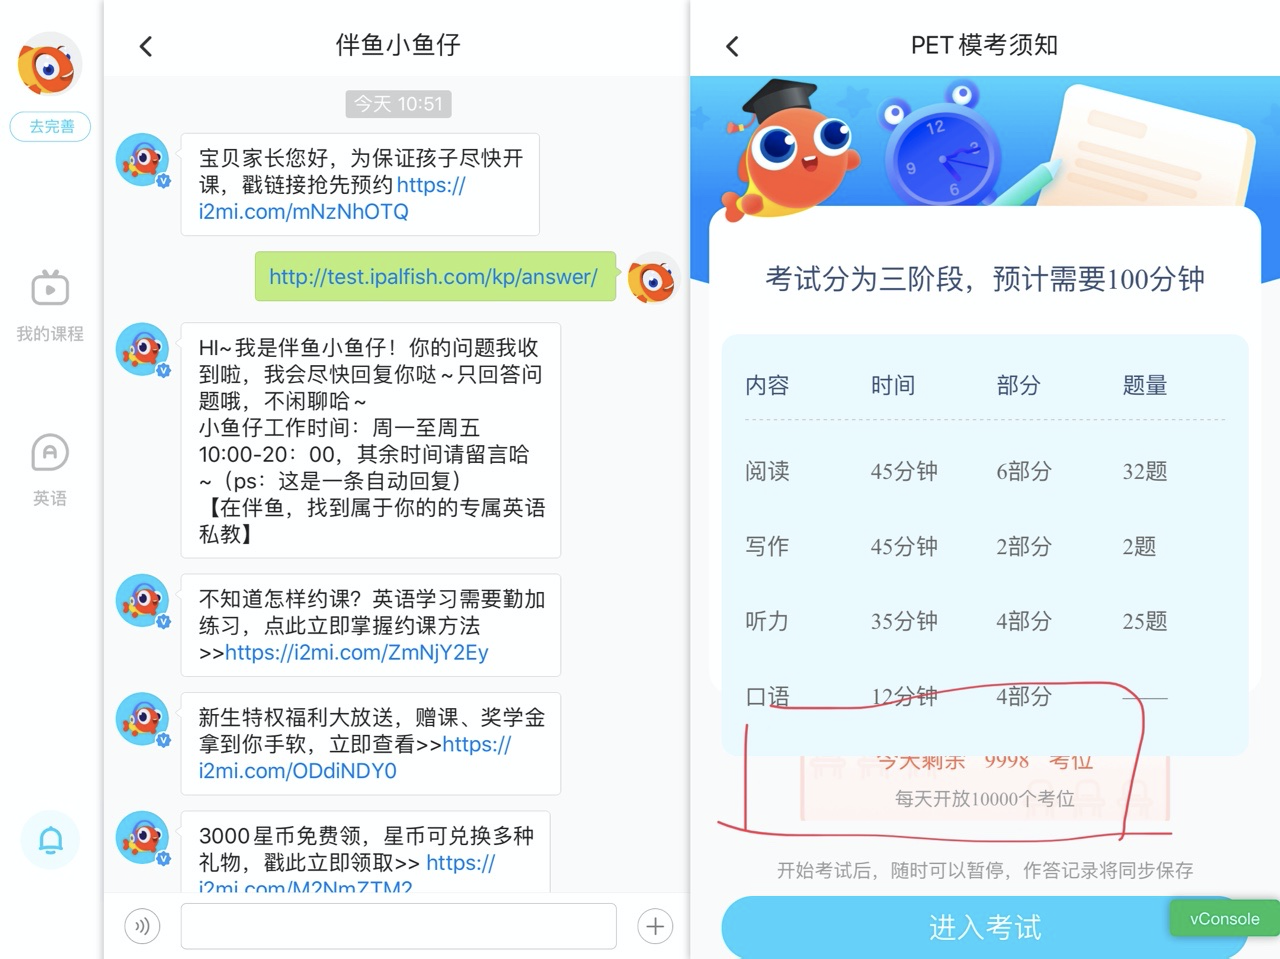 去完善
我的课程
英语
伴鱼小鱼仔
今天 10:51
宝贝家长您好，为保证孩子尽快开
课，戳链接抢先预约https://
i2mi.com/mNzNhOTQ
http://test.ipalfish.com/kp/answer/
HI~我是伴鱼小鱼仔！你的问题我收
到啦，我会尽快回复你哒~只回答问
题哦，不闲聊哈~
小鱼仔工作时间：周一至周五
10:00-20：00，其余时间请留言哈
~（ps：这是一条自动回复）
【在伴鱼，找到属于你的的专属英语
私教】
不知道怎样约课？英语学习需要勤加
练习，点此立即掌握约课方法
>>https://i2mi.com/ZmNjY2Ey
新生特权福利大放送，赠课、奖学金
拿到你手软，立即查看>>https://
i2mi.com/ODdiNDY0
3000星币免费领，星币可兑换多种
礼物，戳此立即领取>> https://
i2mi.com/M2NmZTM2
PET模考须知
12
3
6
9
考试分为三阶段，预计需要100分钟
内容 时间 部分 题量
阅读 45分钟 6部分 32题
写作 45分钟 2部分 2题
听力 35分钟 4部分 25题
口语 12分钟 4部分 ——
今天剩余 9998 考位
每天开放10000个考位
开始考试后，随时可以暂停，作答记录将同步保存
进入考试
vConsole